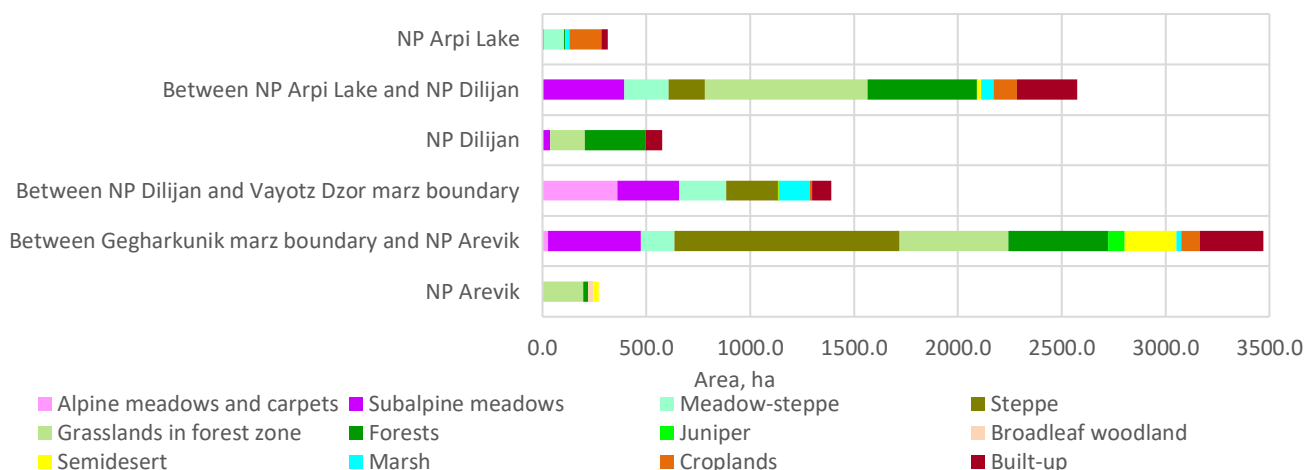 NP Arpi Lake
Between NP Arpi Lake and NP Dilijan
NP Dilijan
Between NP Dilijan and Vayotz Dzor marz boundary
Between Gegharkunik marz boundary and NP Arevik
NP Arevik
0.0 500.0 1000.0 1500.0 2000.0 2500.0 3000.0 3500.0
Area, ha
Alpine meadows and carpets Subalpine meadows Meadow-steppe Steppe
Grasslands in forest zone Forests Juniper Broadleaf woodland
Semidesert Marsh Croplands Built-up